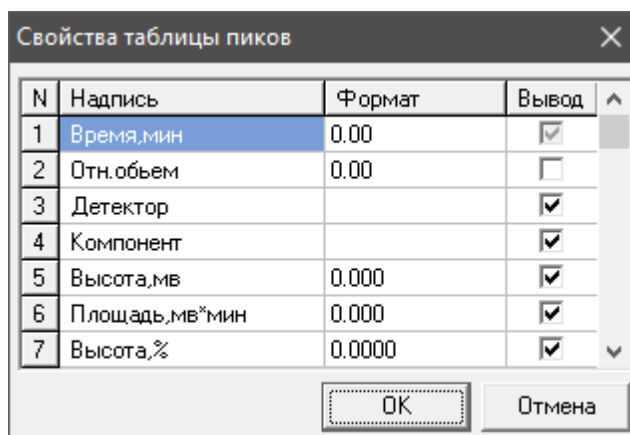 Свойства таблицы пиков
N Надпись Формат Вывод
1 Время,мин 0.00
2 Отн.обьем 0.00
3 Детектор
4 Компонент
5 Высота,мв 0.000
6 Площадь,мв*мин 0.000
7 Высота,% 0.0000
OK Отмена